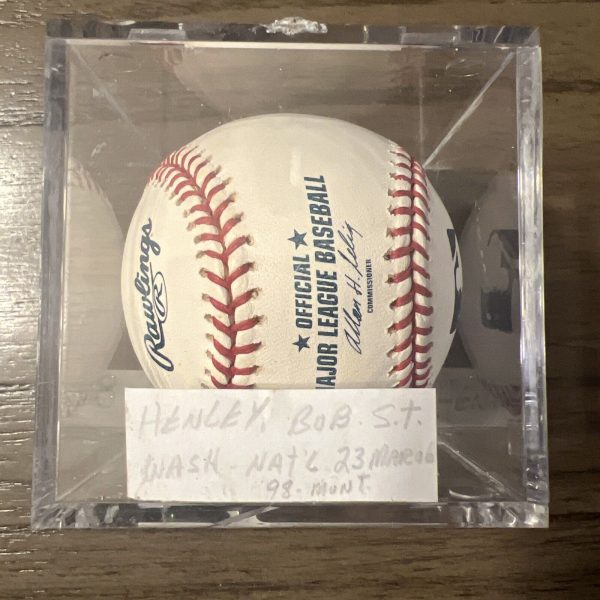 Rawlings
R
★ OFFICIAL ★
MAJOR LEAGUE BASEBALL
Allan H. Selig
COMMISSIONER
HENLEY, BOB. S.T.
WASH - NAT'L 23 MAR 06
98 - MONT.